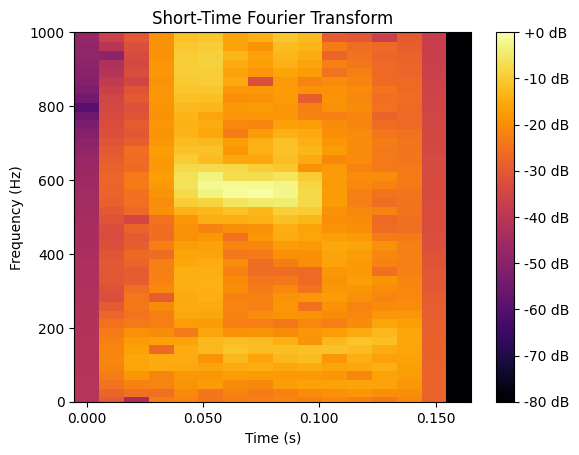 Short-Time Fourier Transform
1000
800
600
400
200
0
Frequency (Hz)
0.000
0.050
0.100
0.150
Time (s)
+0 dB
-10 dB
-20 dB
-30 dB
-40 dB
-50 dB
-60 dB
-70 dB
-80 dB